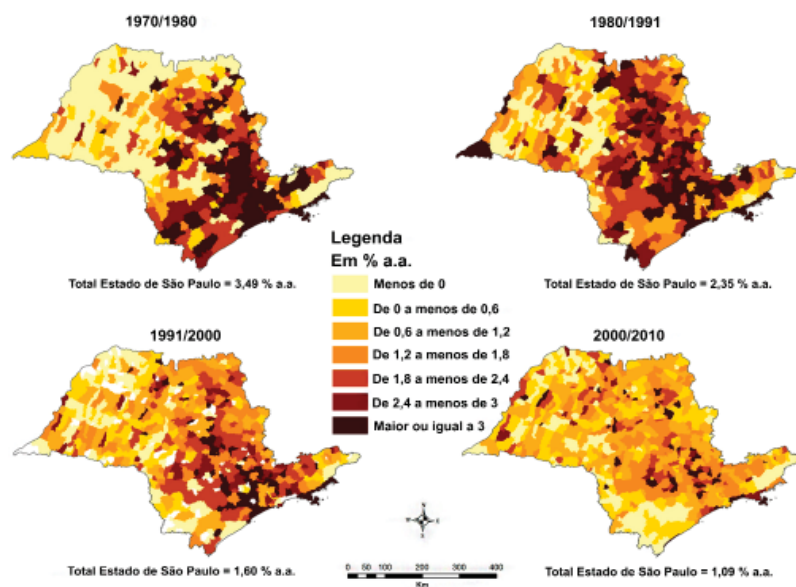 1970/1980
1980/1991
Total Estado de São Paulo = 3,49 % a.a.
Total Estado de São Paulo = 2,35 % a.a.
Legenda
Em % a.a.
Menos de 0
De 0 a menos de 0,6
De 0,6 a menos de 1,2
De 1,2 a menos de 1,8
De 1,8 a menos de 2,4
De 2,4 a menos de 3
Maior ou igual a 3
1991/2000
2000/2010
Total Estado de São Paulo = 1,60 % a.a.
Total Estado de São Paulo = 1,09 % a.a.
N
S
E
0 50 100 200 300 400
Km